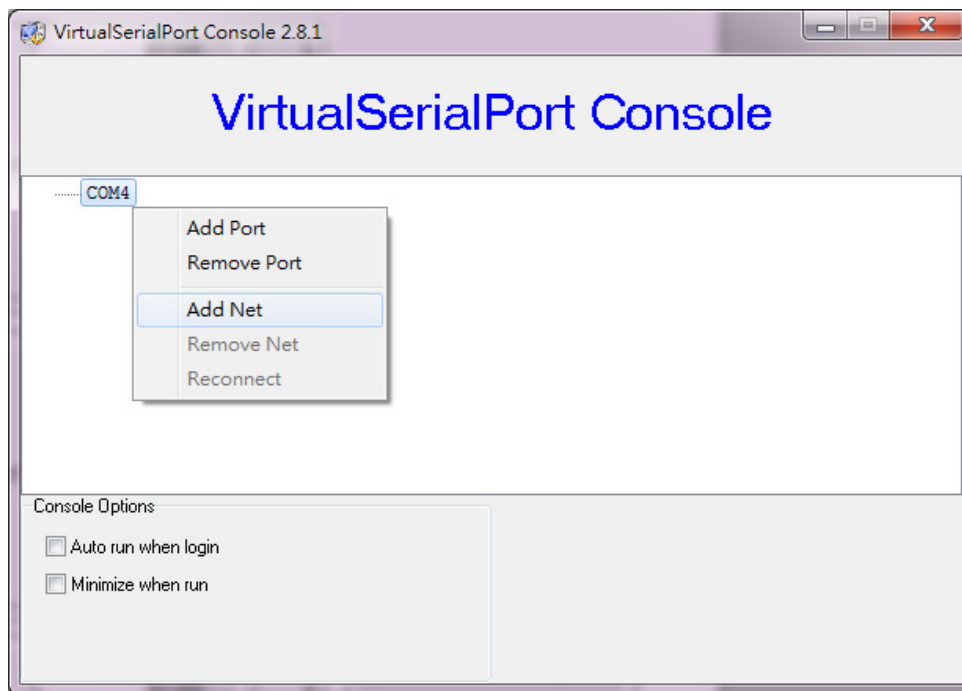 VirtualSerialPort Console 2.8.1
VirtualSerialPort Console
COM4
Add Port
Remove Port
Add Net
Remove Net
Reconnect
Console Options
Auto run when login
Minimize when run